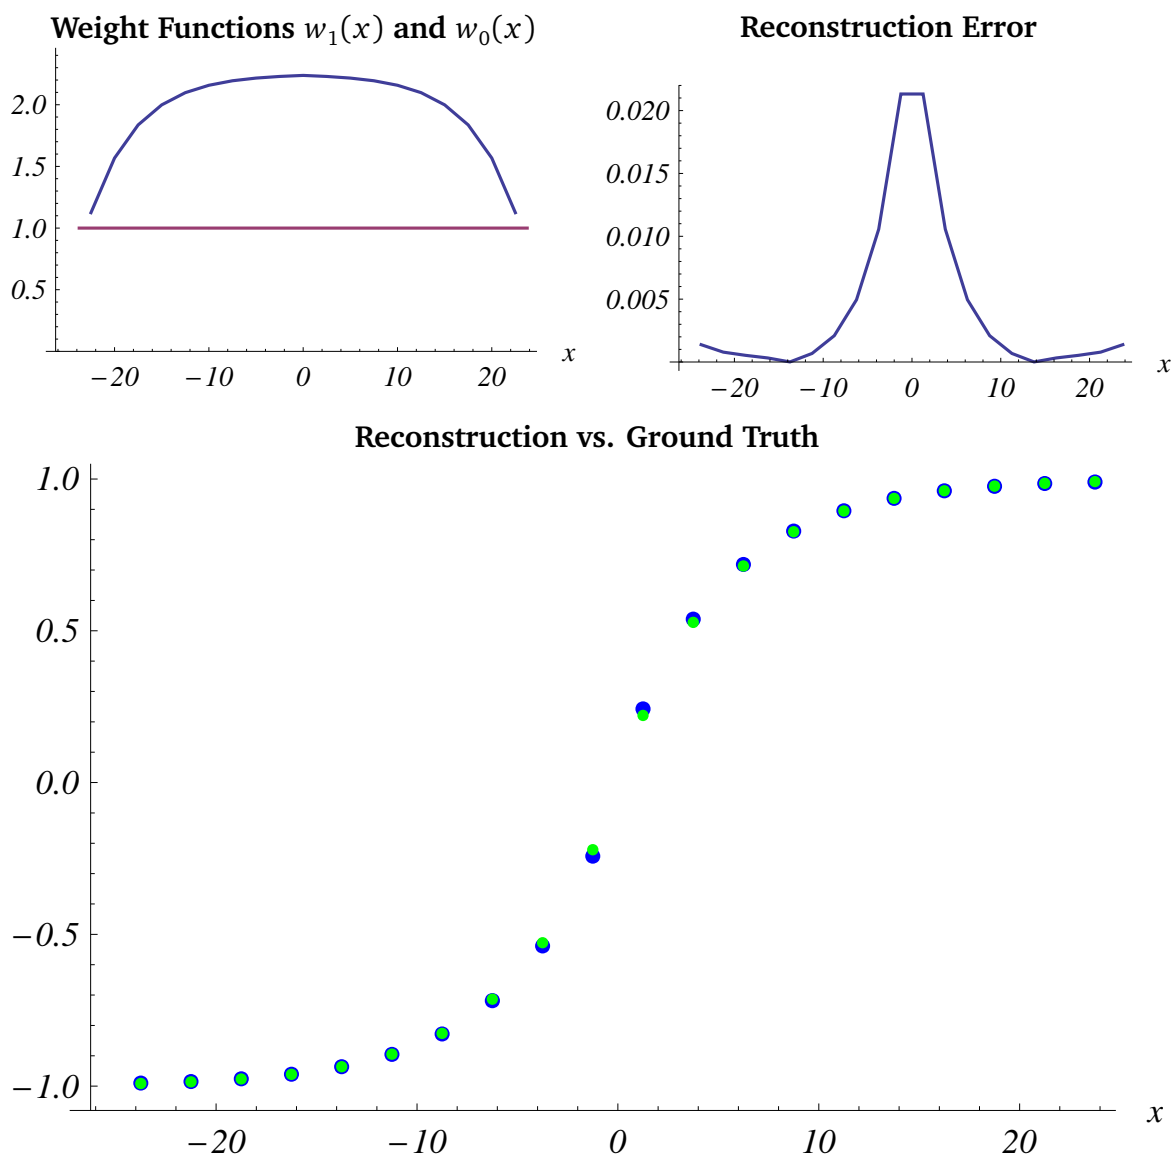 Weight Functions w₁(x) and w₀(x)
2.0
1.5
1.0
0.5
−20 −10 0 10 20 x
Reconstruction Error
0.020
0.015
0.010
0.005
−20 −10 0 10 20 x
Reconstruction vs. Ground Truth
1.0
0.5
0.0
−0.5
−1.0
−20 −10 0 10 20 x